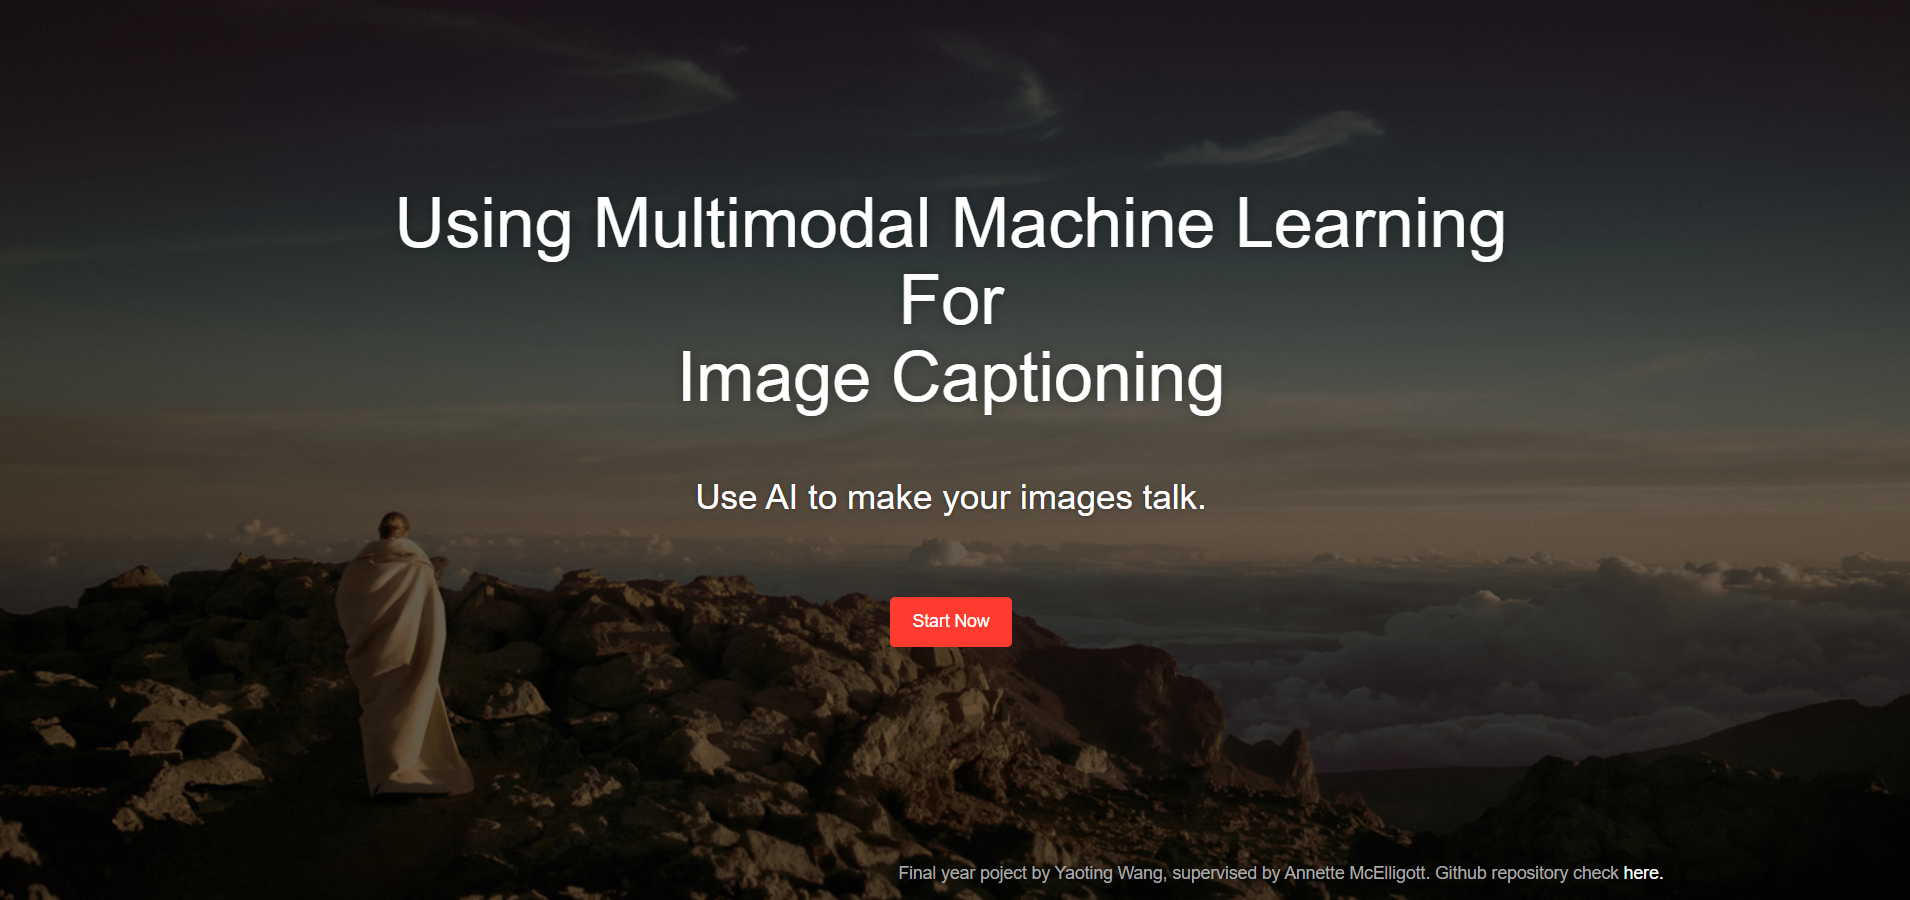 Using Multimodal Machine Learning
For
Image Captioning
Use AI to make your images talk.
Start Now
Final year poject by Yaoting Wang, supervised by Annette McElligott. Github repository check here.